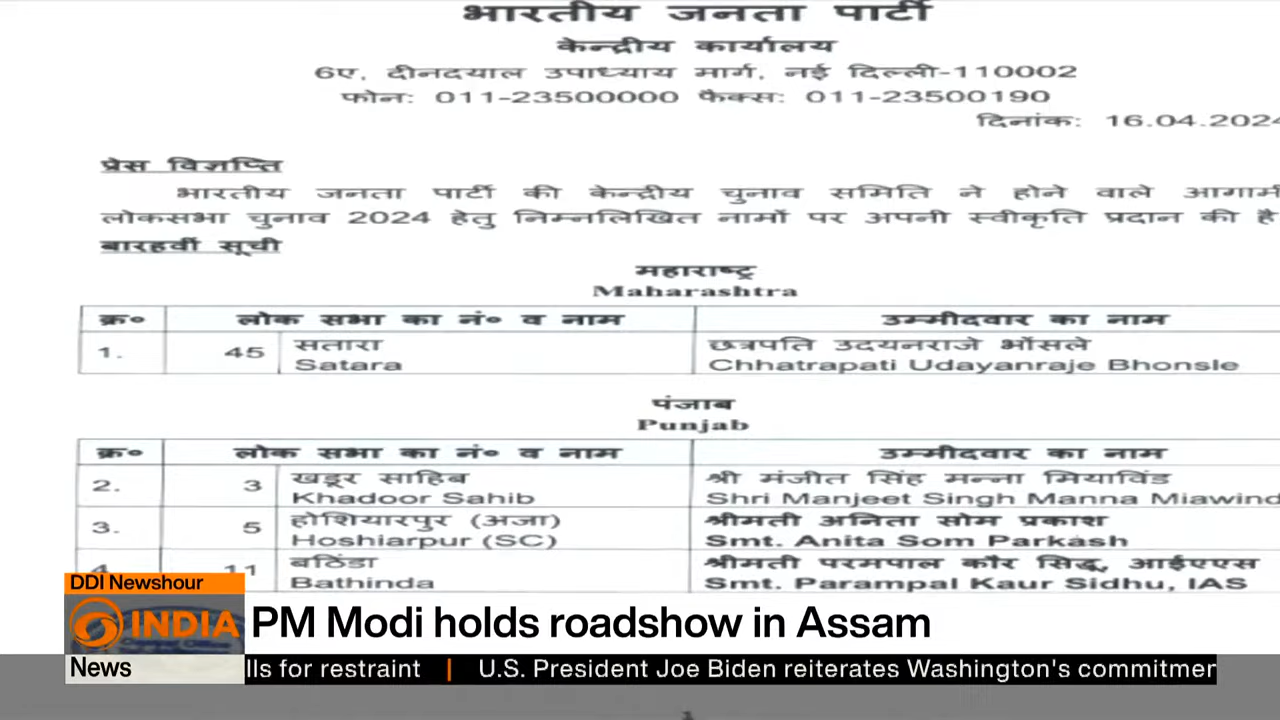 भारतीय जनता पार्टी
केन्द्रीय कार्यालय
6ए, दीनदयाल उपाध्याय मार्ग, नई दिल्ली-110002
फोन: 011-23500000 फैक्स: 011-23500190
दिनांक: 16.04.2024
प्रेस विज्ञप्ति
भारतीय जनता पार्टी की केन्द्रीय चुनाव समिति ने होने वाले आगामी
लोकसभा चुनाव 2024 हेतु निम्नलिखित नामों पर अपनी स्वीकृति प्रदान की है
बारहवीं सूची
महाराष्ट्र
Maharashtra
क्र० लोक सभा का नं० व नाम उम्मीदवार का नाम
1. 45 सतारा छत्रपति उदयनराजे भोंसले
Satara Chhatrapati Udayanraje Bhonsle
पंजाब
Punjab
क्र० लोक सभा का नं० व नाम उम्मीदवार का नाम
2. 3 खडूर साहिब श्री मंजीत सिंह मन्ना मियाविंड
Khadoor Sahib Shri Manjeet Singh Manna Miawind
3. 5 होशियारपुर (अजा) श्रीमती अनिता सोम प्रकाश
Hoshiarpur (SC) Smt. Anita Som Parkash
4. 11 बठिंडा श्रीमती परमपाल कौर सिद्धू, आईएएस
Bathinda Smt. Parampal Kaur Sidhu, IAS
DDI Newshour
INDIA
PM Modi holds roadshow in Assam
News
lls for restraint | U.S. President Joe Biden reiterates Washington's commitmer